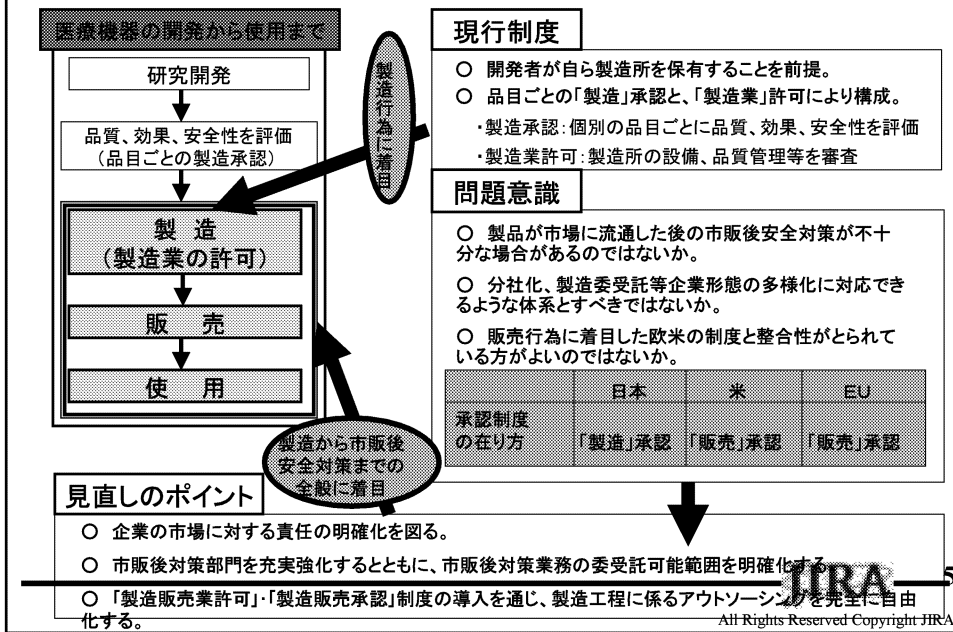 医療機器の開発から使用まで
研究開発
品質、効果、安全性を評価
(品目ごとの製造承認)
製 造
(製造業の許可)
販 売
使 用
製造行為に着目
製造から市販後
安全対策までの
全般に着目
現行制度
○ 開発者が自ら製造所を保有することを前提。
○ 品目ごとの「製造」承認と、「製造業」許可により構成。
・製造承認:個別の品目ごとに品質、効果、安全性を評価
・製造業許可:製造所の設備、品質管理等を審査
問題意識
○ 製品が市場に流通した後の市販後安全対策が不十
分な場合があるのではないか。
○ 分社化、製造委受託等企業形態の多様化に対応でき
るような体系とすべきではないか。
○ 販売行為に着目した欧米の制度と整合性がとられて
いる方がよいのではないか。
日本 米 EU
承認制度
の在り方 「製造」承認 「販売」承認 「販売」承認
見直しのポイント
○ 企業の市場に対する責任の明確化を図る。
○ 市販後対策部門を充実強化するとともに、市販後対策業務の委受託可能範囲を明確化する。
○ 「製造販売業許可」・「製造販売承認」制度の導入を通じ、製造工程に係るアウトソーシングを完全に自由
化する。
JIRA
5
All Rights Reserved Copyright JIRA